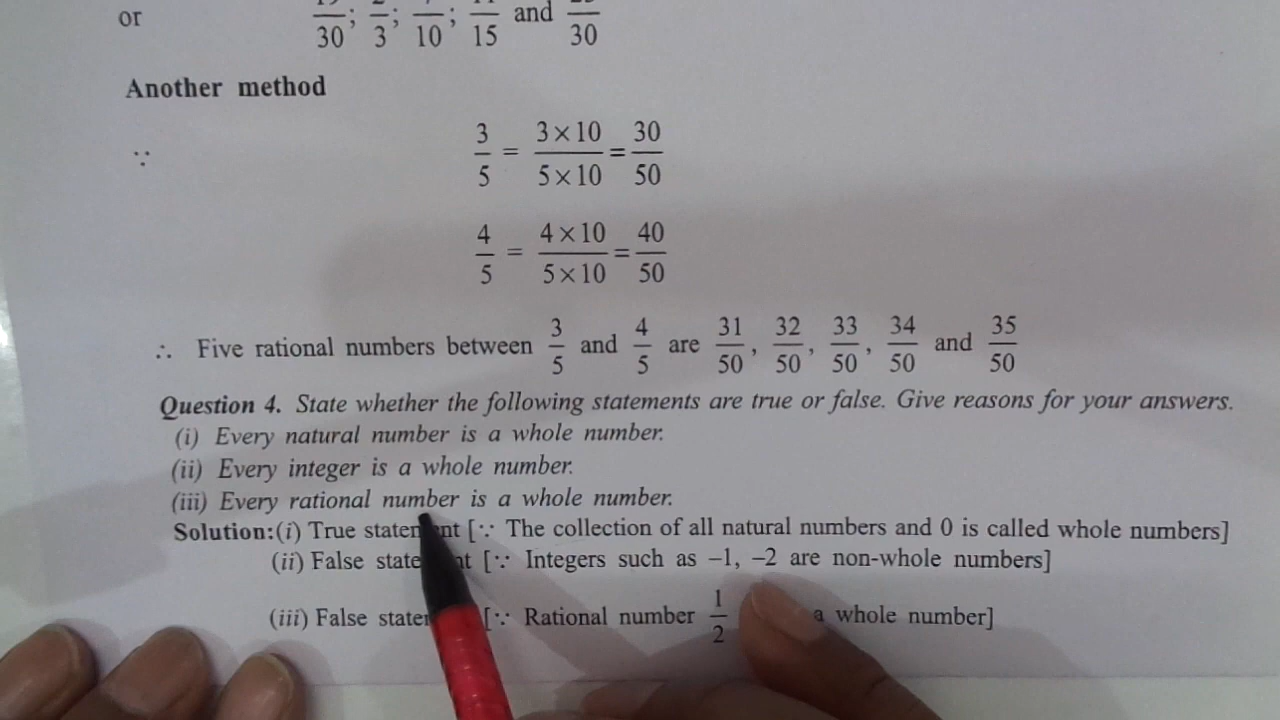 or 30; 3; 10; 15 and 30
Another method
∵ 3/5 = 3×10/5×10 = 30/50
4/5 = 4×10/5×10 = 40/50
∴ Five rational numbers between 3/5 and 4/5 are 31/50, 32/50, 33/50, 34/50 and 35/50
Question 4. State whether the following statements are true or false. Give reasons for your answers.
(i) Every natural number is a whole number.
(ii) Every integer is a whole number.
(iii) Every rational number is a whole number.
Solution:(i) True statement [∵ The collection of all natural numbers and 0 is called whole numbers]
(ii) False [∵ Integers such as –1, –2 are non-whole numbers]
(iii) False [∵ Rational number 1/2 a whole number]